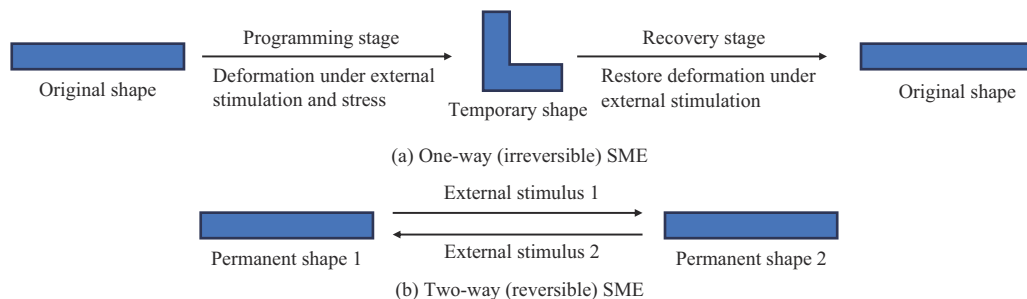 Programming stage
Recovery stage
Original shape
Deformation under external
stimulation and stress
Temporary shape
Restore deformation under
external stimulation
Original shape
(a) One-way (irreversible) SME
External stimulus 1
Permanent shape 1
External stimulus 2
Permanent shape 2
(b) Two-way (reversible) SME